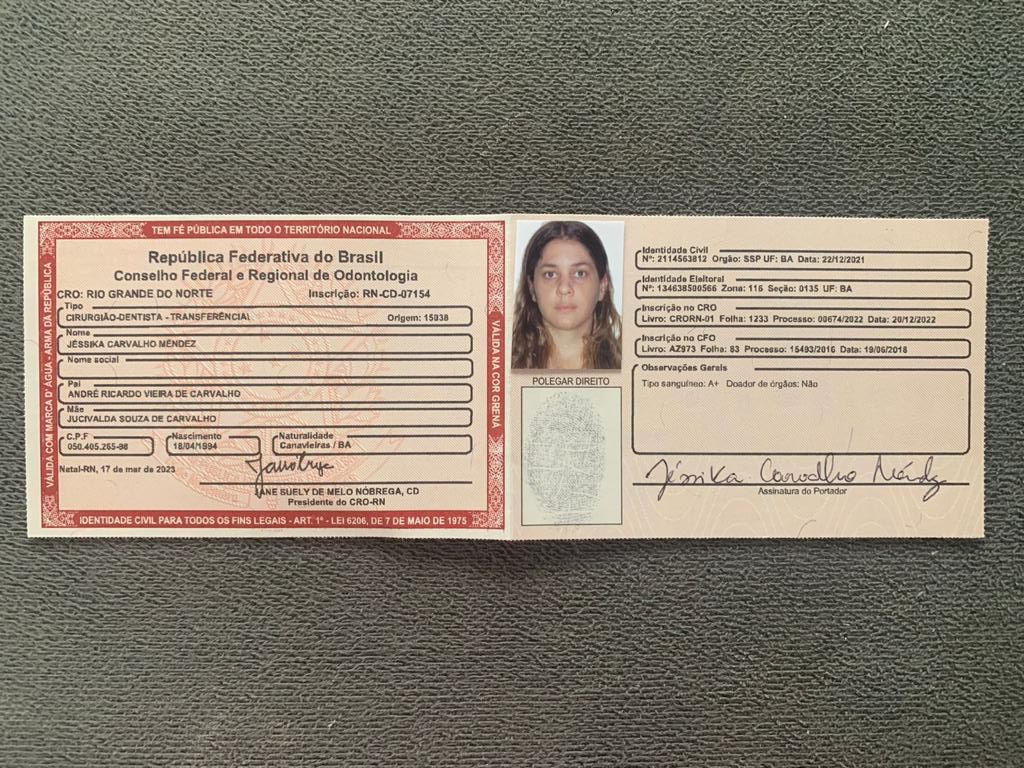 TEM FÉ PÚBLICA EM TODO O TERRITÓRIO NACIONAL
VÁLIDA COM MARCA D' ÁGUA - ARMA DA REPÚBLICA
República Federativa do Brasil
Conselho Federal e Regional de Odontologia
CRO: RIO GRANDE DO NORTE Inscrição: RN-CD-07154
Tipo
CIRURGIÃO-DENTISTA - TRANSFERÊNCIA Origem: 15038
Nome
JÉSSIKA CARVALHO MÉNDEZ
Nome social
Pai
ANDRÉ RICARDO VIEIRA DE CARVALHO
Mãe
JUCIVALDA SOUZA DE CARVALHO
C.P.F Nascimento Naturalidade
050.405.265-98 18/04/1994 Canavieiras / BA
Natal-RN, 17 de mar de 2023
JANE SUELY DE MELO NÓBREGA, CD
Presidente do CRO-RN
IDENTIDADE CIVIL PARA TODOS OS FINS LEGAIS - ART. 1º - LEI 6206, DE 7 DE MAIO DE 1975
VÁLIDA NA COR GRENÁ
POLEGAR DIREITO
Identidade Civil
Nº: 2114563812 Orgão: SSP UF: BA Data: 22/12/2021
Identidade Eleitoral
Nº: 134638500566 Zona: 116 Seção: 0135 UF: BA
Inscrição no CRO
Livro: CRORN-01 Folha: 1233 Processo: 00674/2022 Data: 20/12/2022
Inscrição no CFO
Livro: AZ973 Folha: 83 Processo: 15493/2016 Data: 19/06/2018
Observações Gerais
Tipo sanguíneo: A+ Doador de órgãos: Não
Jéssika Carvalho Méndez
Assinatura do Portador